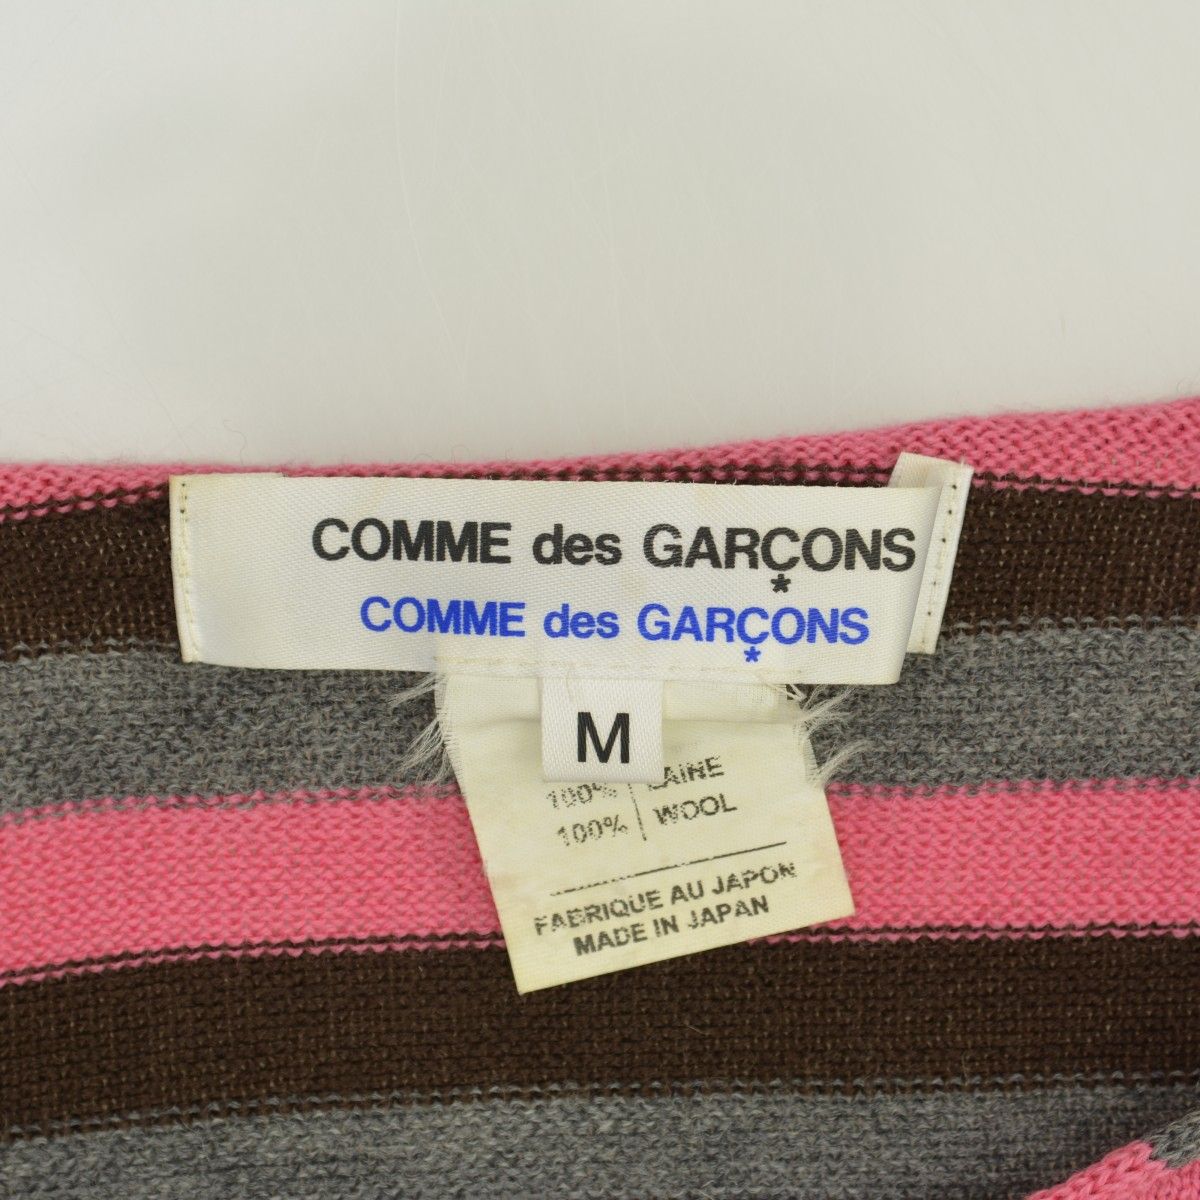 COMME des GARÇONS
*
COMME des GARÇONS
*
M
100% LAINE
100% WOOL
FABRIQUE AU JAPON
MADE IN JAPAN